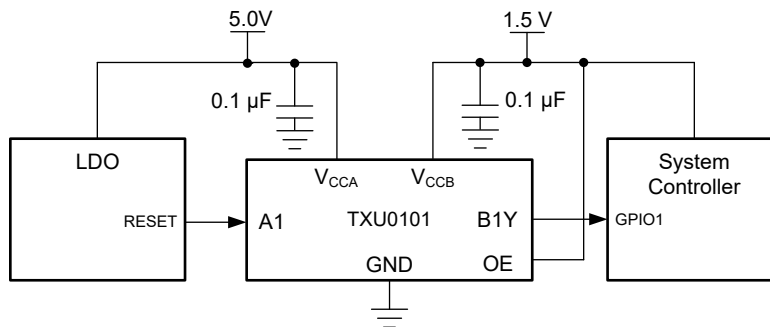 5.0V
1.5 V
0.1 µF
0.1 µF
LDO
VCCA
VCCB
System
Controller
RESET
A1
TXU0101
B1Y
GPIO1
GND
OE